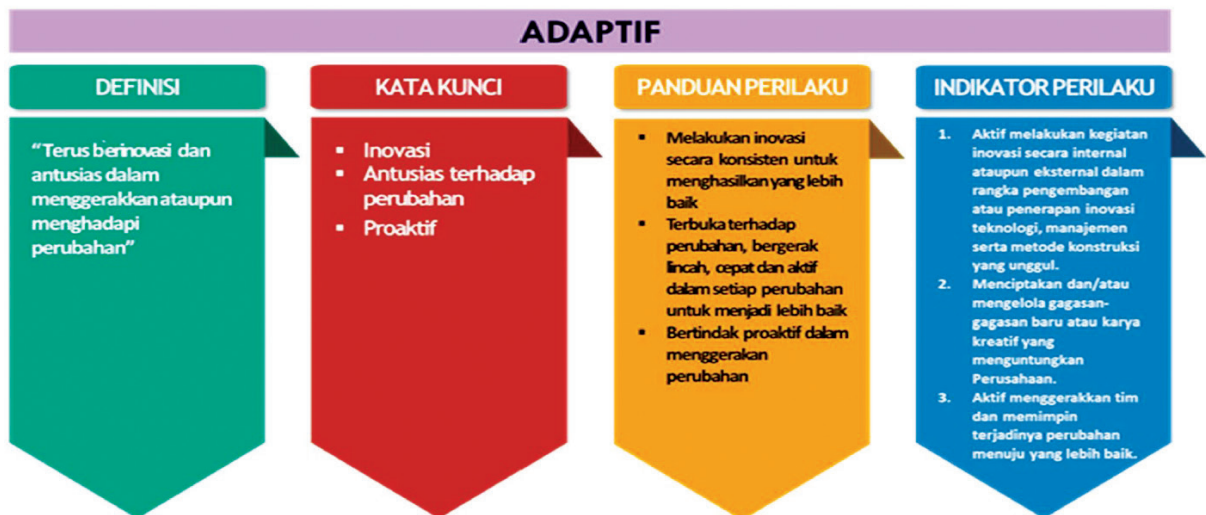 ADAPTIF
DEFINISI
“Terus berinovasi dan
antusias dalam
menggerakkan ataupun
menghadapi
perubahan”
KATA KUNCI
▪ Inovasi
▪ Antusias terhadap
perubahan
▪ Proaktif
PANDUAN PERILAKU
▪ Melakukan inovasi
secara konsisten untuk
menghasilkan yang lebih
baik
▪ Terbuka terhadap
perubahan, bergerak
lincah, cepat dan aktif
dalam setiap perubahan
untuk menjadi lebih baik
▪ Bertindak proaktif dalam
menggerakan
perubahan
INDIKATOR PERILAKU
1. Aktif melakukan kegiatan
inovasi secara internal
ataupun eksternal dalam
rangka pengembangan
atau penerapan inovasi
teknologi, manajemen
serta metode konstruksi
yang unggul.
2. Menciptakan dan/atau
mengelola gagasan-
gagasan baru atau karya
kreatif yang
menguntungkan
Perusahaan.
3. Aktif menggerakkan tim
dan memimpin
terjadinya perubahan
menuju yang lebih baik.